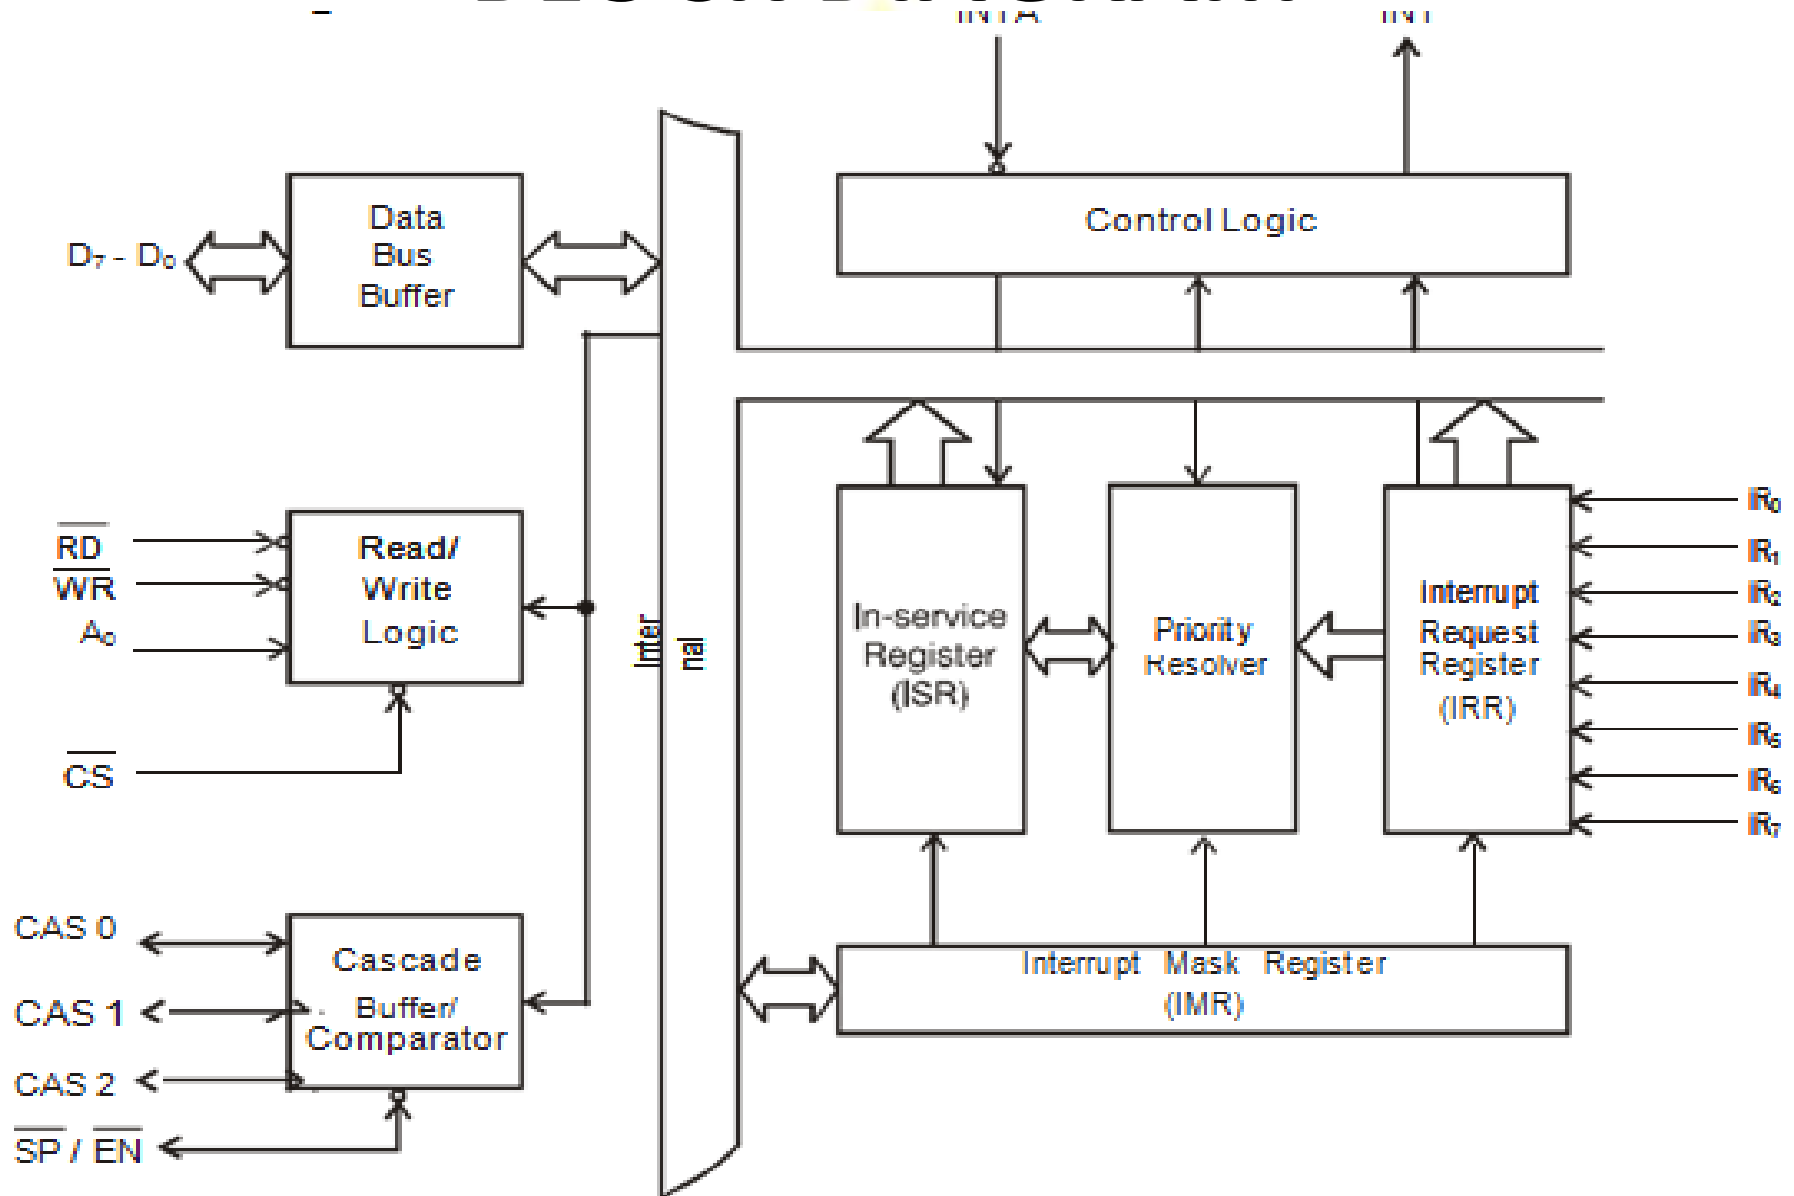 INTA
INT
Data
Bus
Buffer
D7 - D0
Control Logic
RD
WR
A0
CS
Read/
Write
Logic
Inter
nal
In-service
Register
(ISR)
Priority
Resolver
Interrupt
Request
Register
(IRR)
IR0
IR1
IR2
IR3
IR4
IR5
IR6
IR7
CAS 0
CAS 1
CAS 2
SP / EN
Cascade
Buffer/
Comparator
Interrupt Mask Register
(IMR)